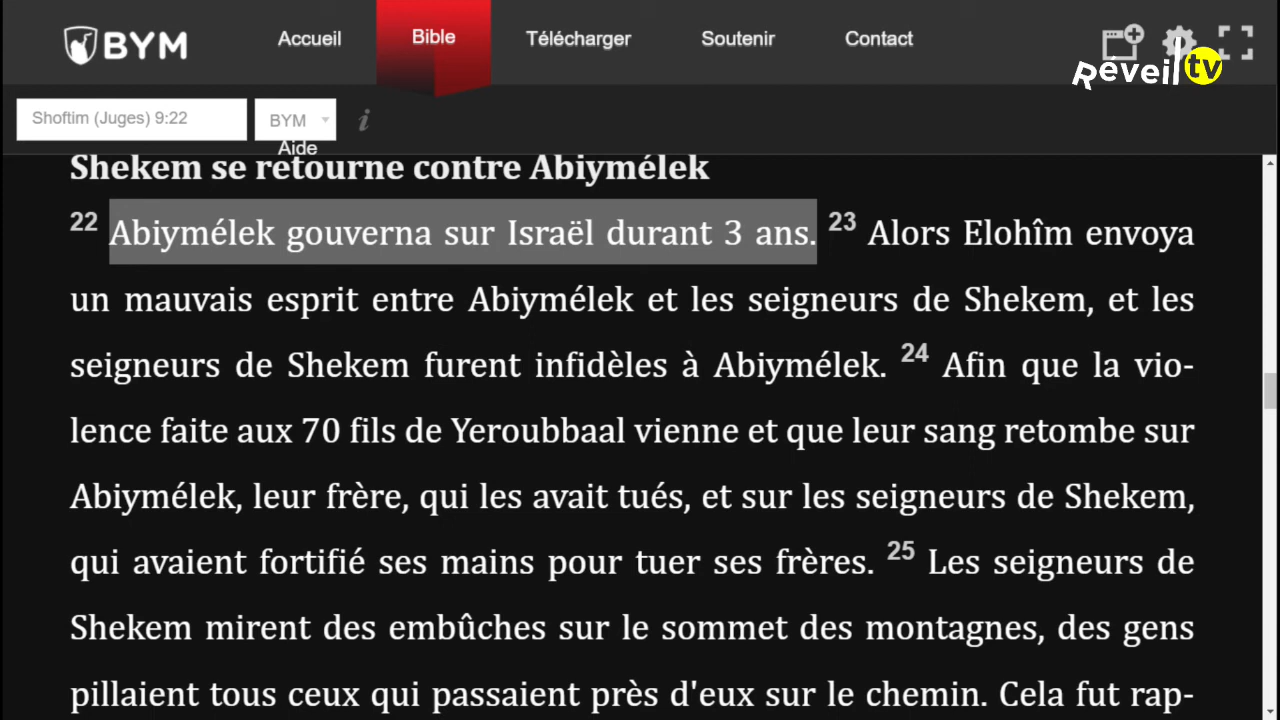 BYM
Accueil
Bible
Télécharger
Soutenir
Contact
Réveil tv
Shoftim (Juges) 9:22
BYM
i
Aide
Shekem se retourne contre Abiymélek
22 Abiymélek gouverna sur Israël durant 3 ans. 23 Alors Elohîm envoya
un mauvais esprit entre Abiymélek et les seigneurs de Shekem, et les
seigneurs de Shekem furent infidèles à Abiymélek. 24 Afin que la vio-
lence faite aux 70 fils de Yeroubbaal vienne et que leur sang retombe sur
Abiymélek, leur frère, qui les avait tués, et sur les seigneurs de Shekem,
qui avaient fortifié ses mains pour tuer ses frères. 25 Les seigneurs de
Shekem mirent des embûches sur le sommet des montagnes, des gens
pillaient tous ceux qui passaient près d'eux sur le chemin. Cela fut rap-